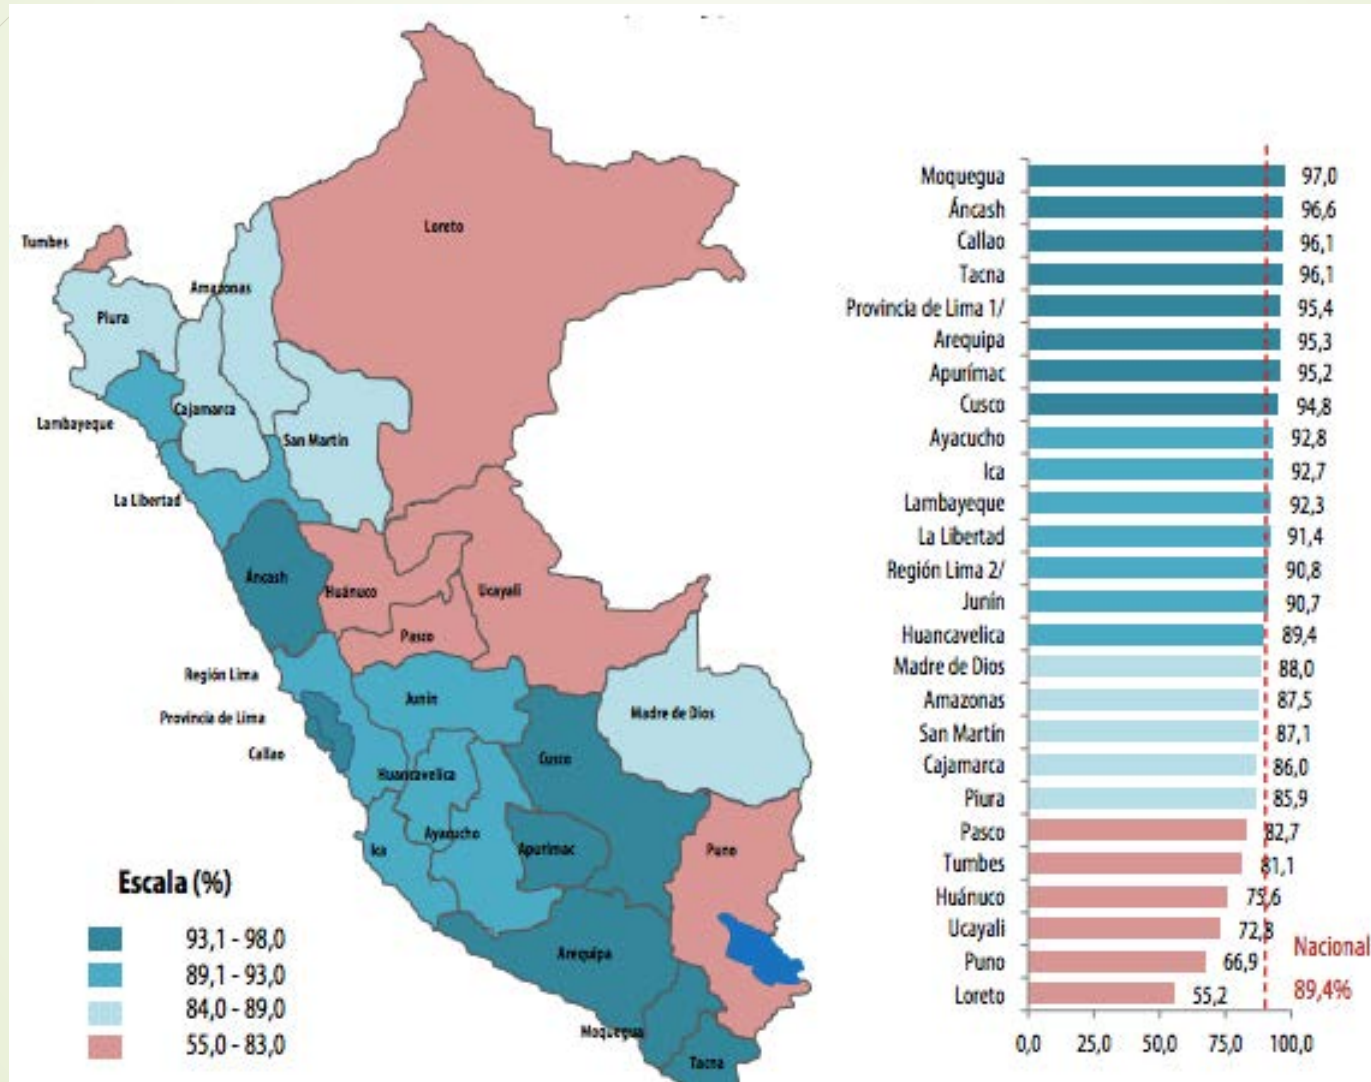 Loreto
Tumbes
Amazonas
Piura
Cajamarca
Lambayeque
San Martín
La Libertad
Áncash
Huánuco
Ucayali
Pasco
Región Lima
Junín
Provincia de Lima
Madre de Dios
Callao
Cusco
Huancavelica
Ayacucho
Ica
Apurímac
Puno
Arequipa
Moquegua
Tacna
Escala (%)
93,1 - 98,0
89,1 - 93,0
84,0 - 89,0
55,0 - 83,0
Moquegua 97,0
Áncash 96,6
Callao 96,1
Tacna 96,1
Provincia de Lima 1/ 95,4
Arequipa 95,3
Apurímac 95,2
Cusco 94,8
Ayacucho 92,8
Ica 92,7
Lambayeque 92,3
La Libertad 91,4
Región Lima 2/ 90,8
Junín 90,7
Huancavelica 89,4
Madre de Dios 88,0
Amazonas 87,5
San Martín 87,1
Cajamarca 86,0
Piura 85,9
Pasco 82,7
Tumbes 81,1
Huánuco 75,6
Ucayali 72,8
Puno 66,9
Loreto 55,2
Nacional
89,4%
0,0 25,0 50,0 75,0 100,0